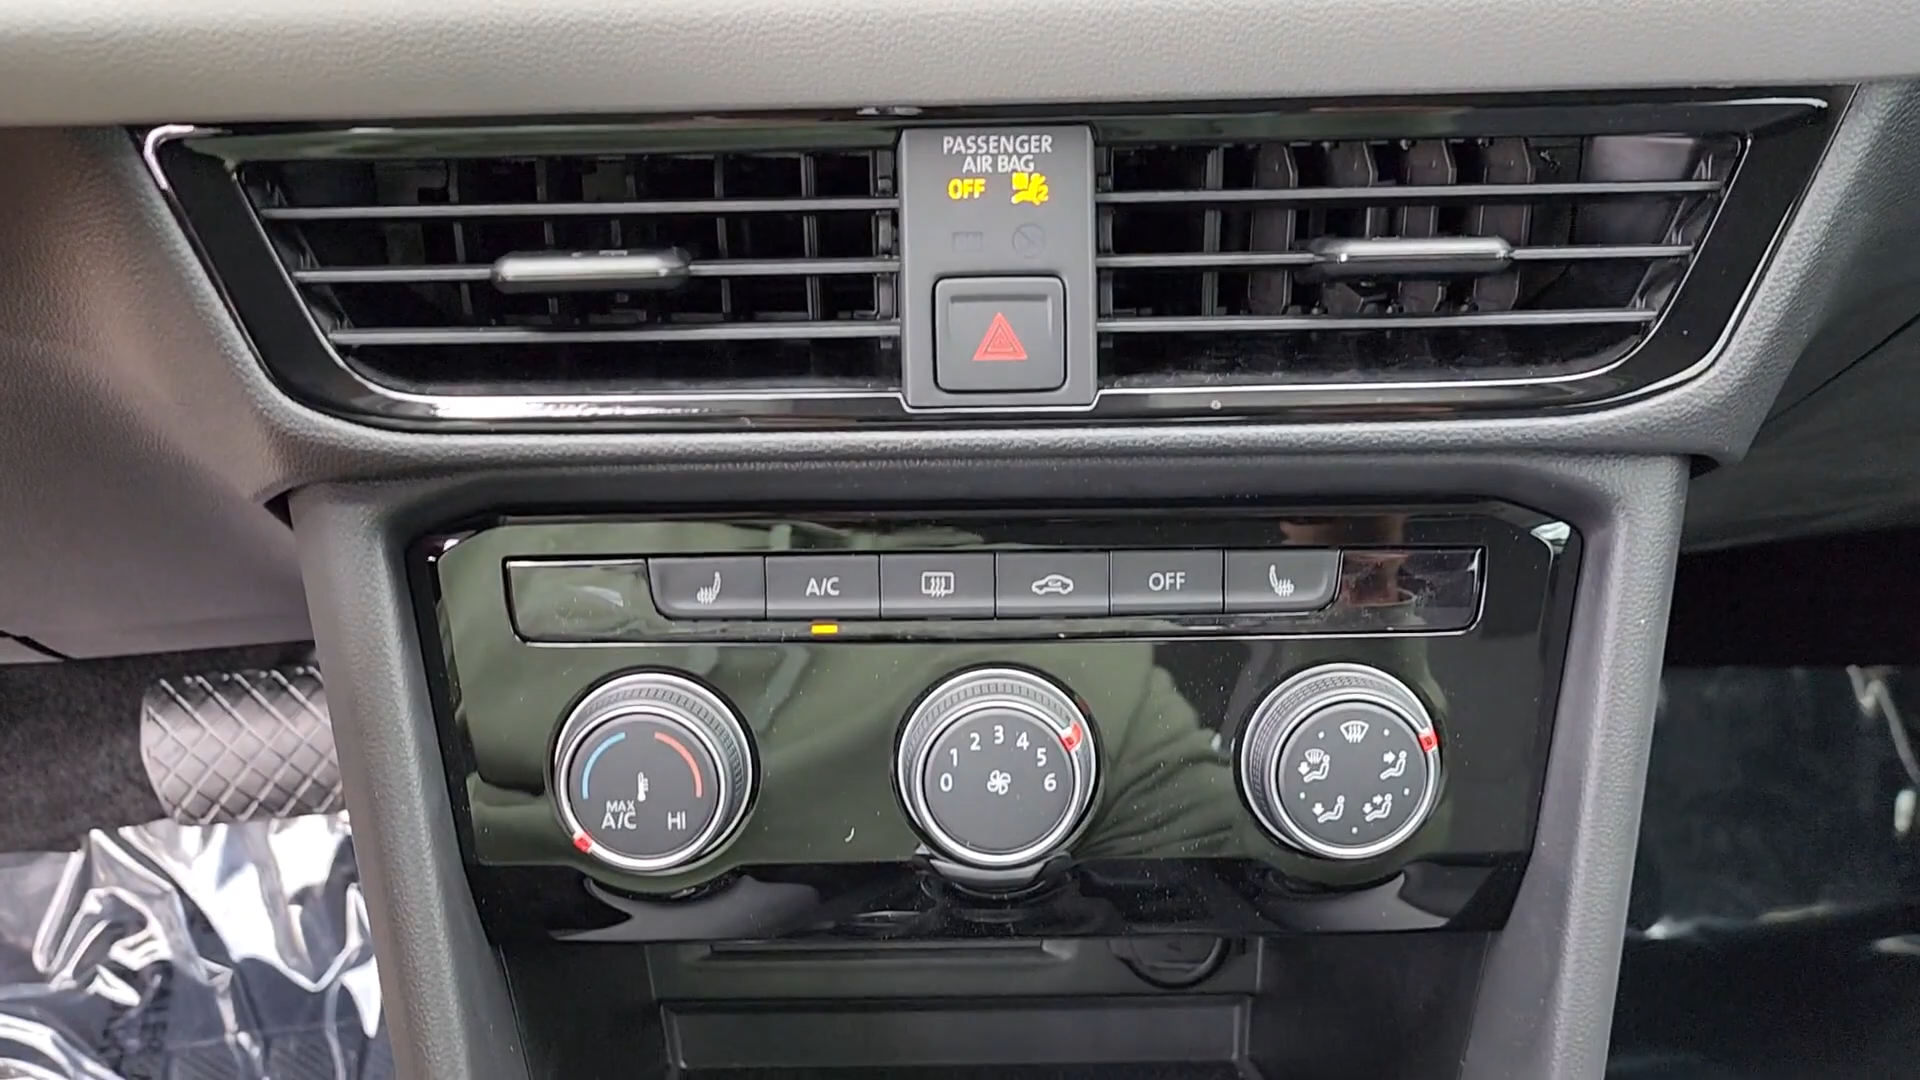 PASSENGER
AIR BAG
OFF
A/C
OFF
MAX
A/C HI
0 1 2 3 4 5 6